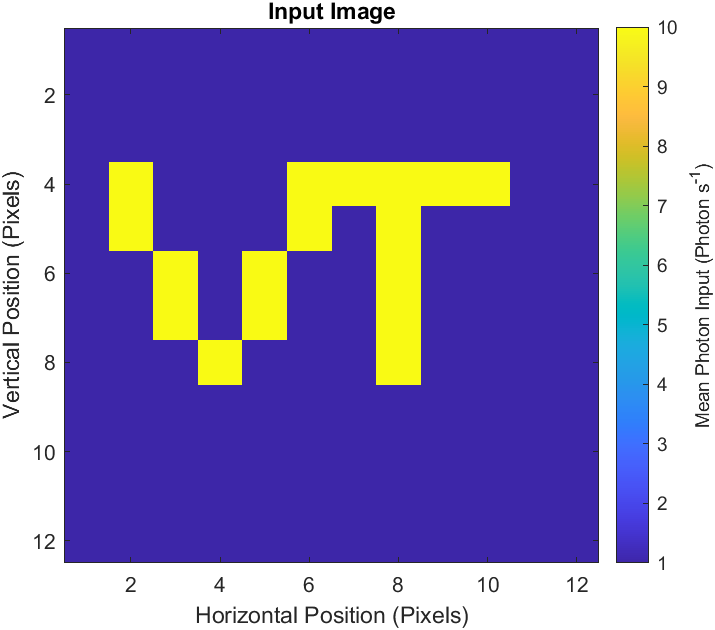 Input Image
10
9
8
7
6
5
4
3
2
1
Mean Photon Input (Photon s-1)
2
4
6
8
10
12
Vertical Position (Pixels)
VT
2 4 6 8 10 12
Horizontal Position (Pixels)